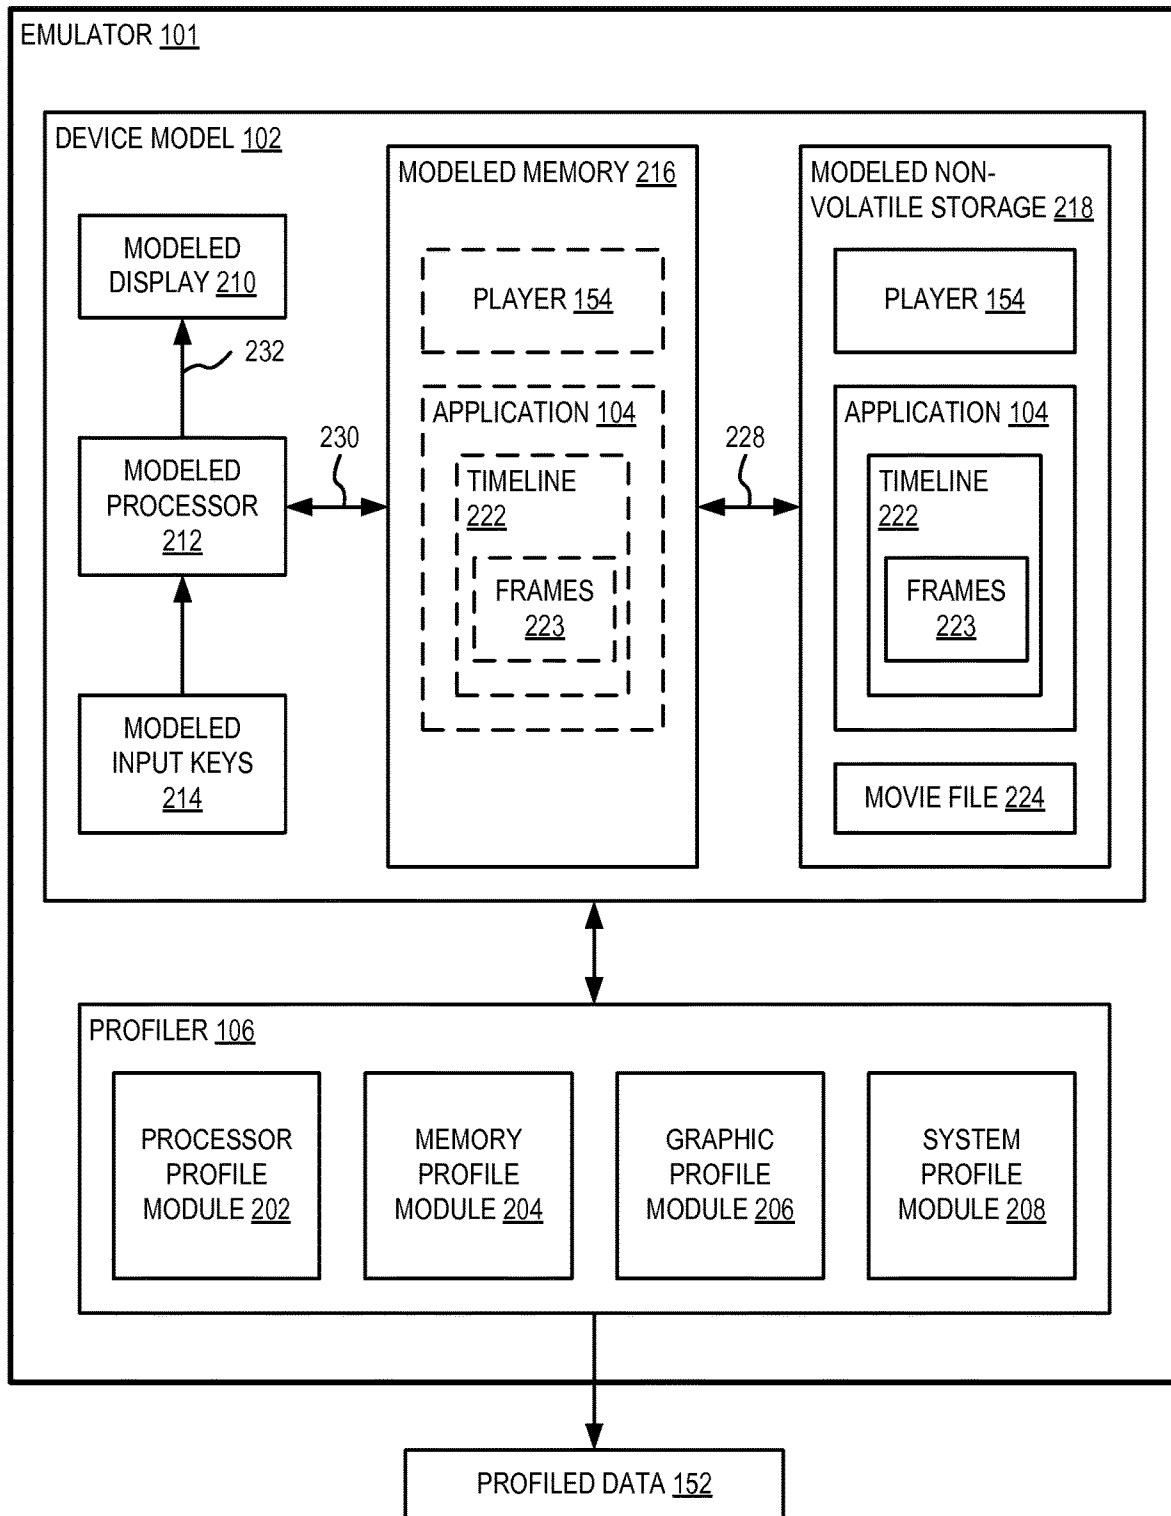 EMULATOR 101
DEVICE MODEL 102
MODELED
DISPLAY 210
232
MODELED
PROCESSOR
212
230
MODELED
INPUT KEYS
214
MODELED MEMORY 216
PLAYER 154
APPLICATION 104
TIMELINE
222
FRAMES
223
228
MODELED NON-
VOLATILE STORAGE 218
PLAYER 154
APPLICATION 104
TIMELINE
222
FRAMES
223
MOVIE FILE 224
PROFILER 106
PROCESSOR
PROFILE
MODULE 202
MEMORY
PROFILE
MODULE 204
GRAPHIC
PROFILE
MODULE 206
SYSTEM
PROFILE
MODULE 208
PROFILED DATA 152